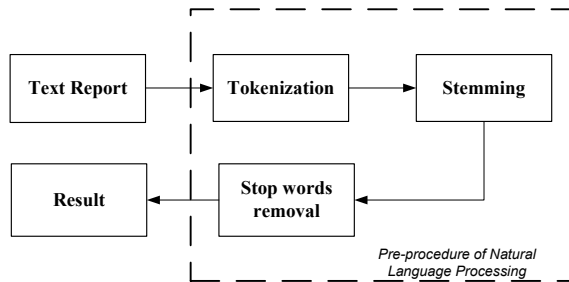 Text Report
Tokenization
Stemming
Result
Stop words
removal
Pre-procedure of Natural
Language Processing